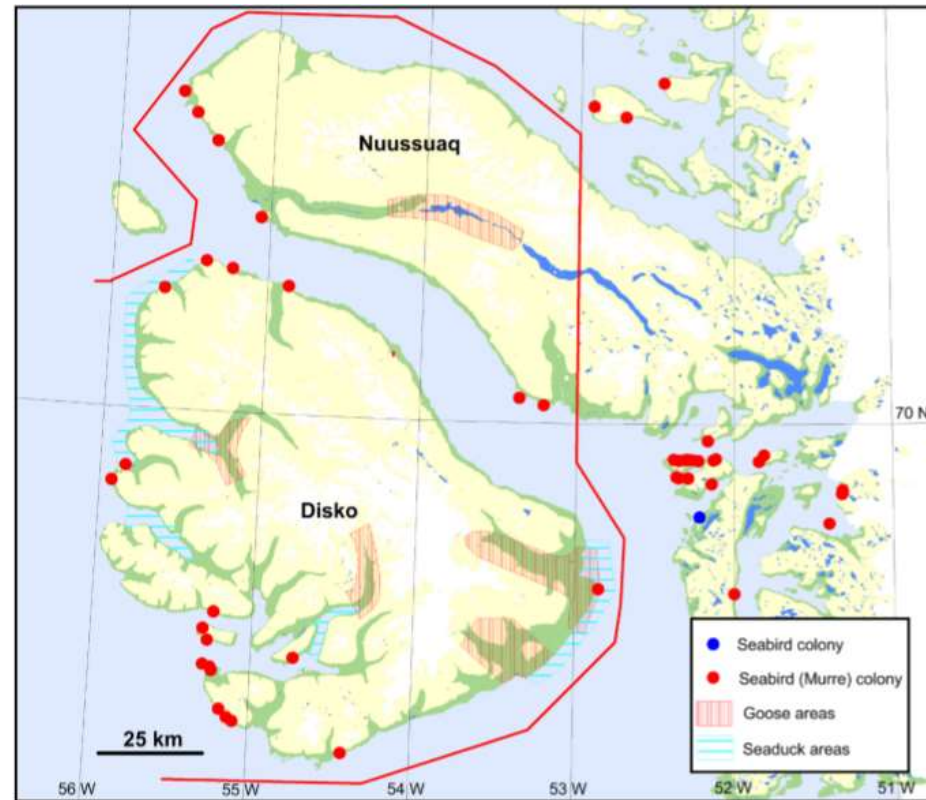 Nuussuaq
70 N
Disko
Seabird colony
Seabird (Murre) colony
Goose areas
Seaduck areas
25 km
56 W
55 W
54 W
53 W
52 W
51 W